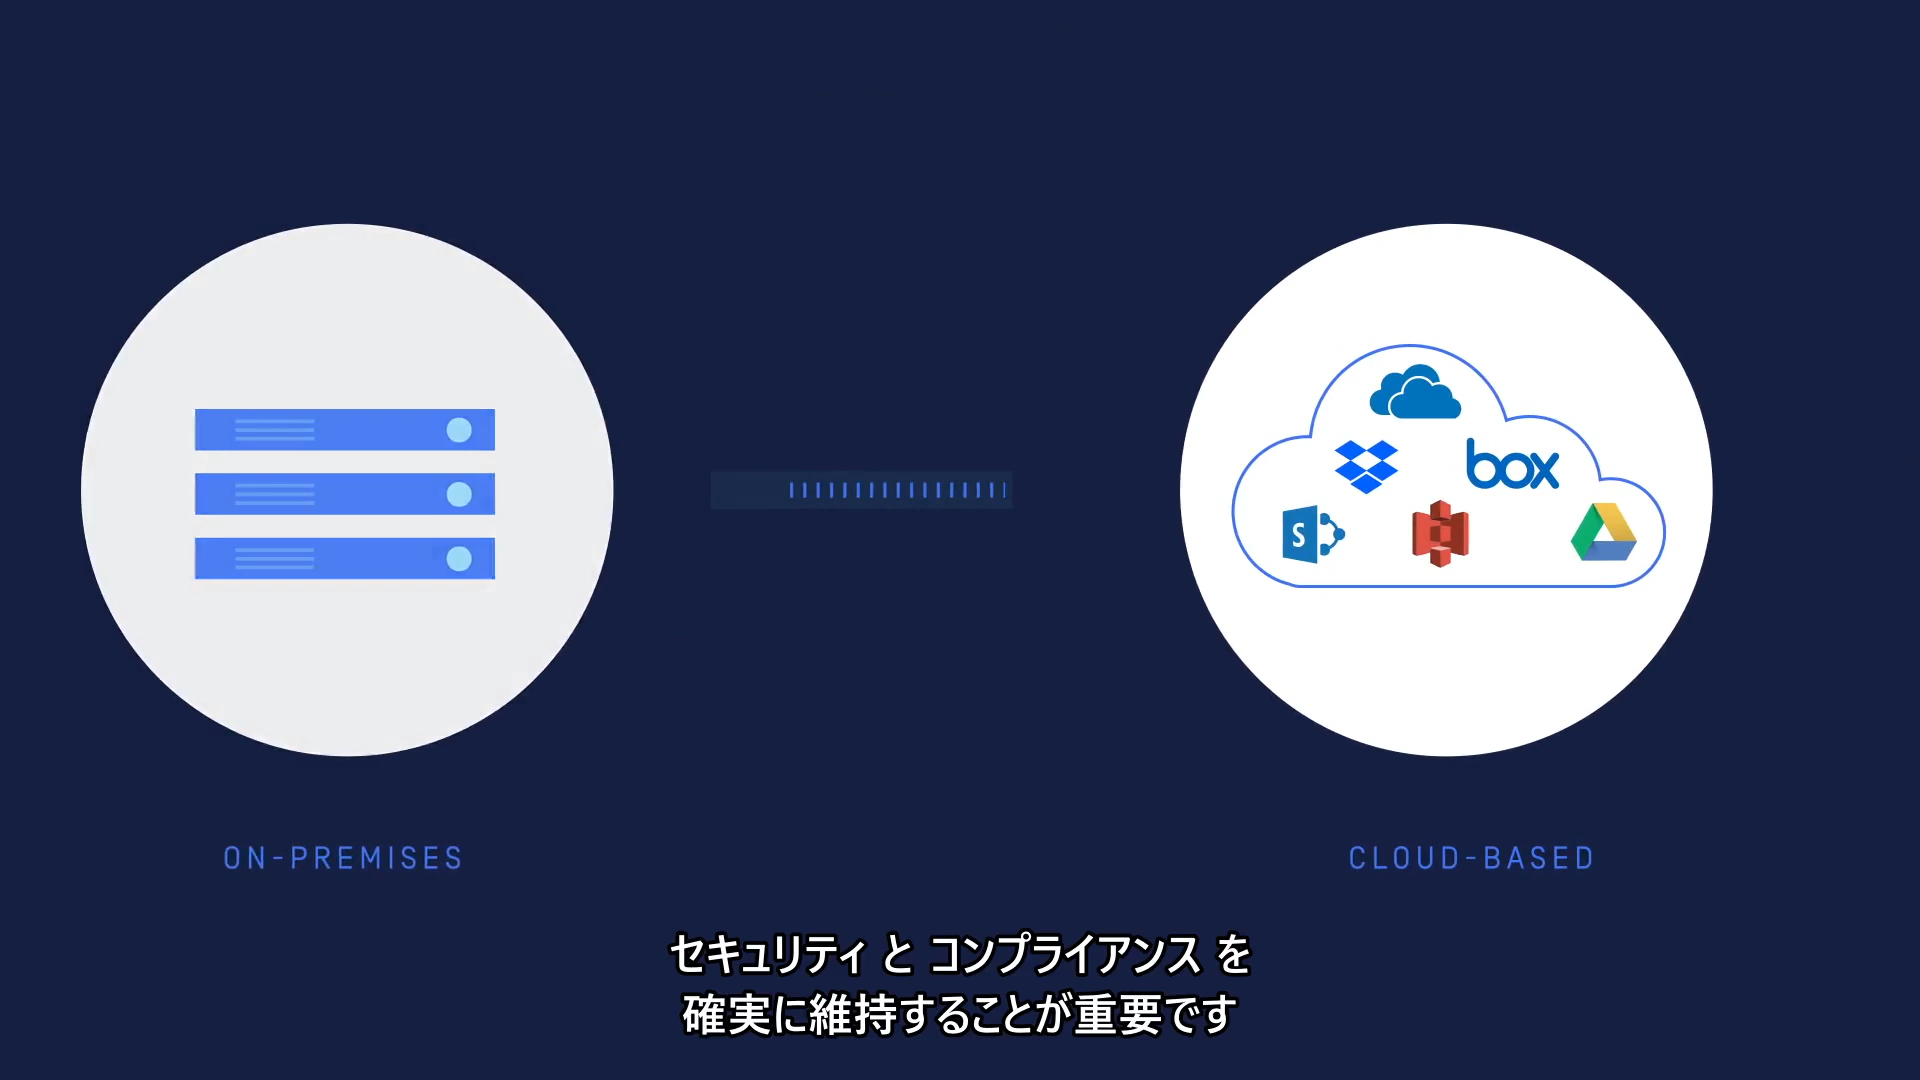 box
S
ON-PREMISES
CLOUD-BASED
セキュリティ と コンプライアンス を
確実に維持することが重要です